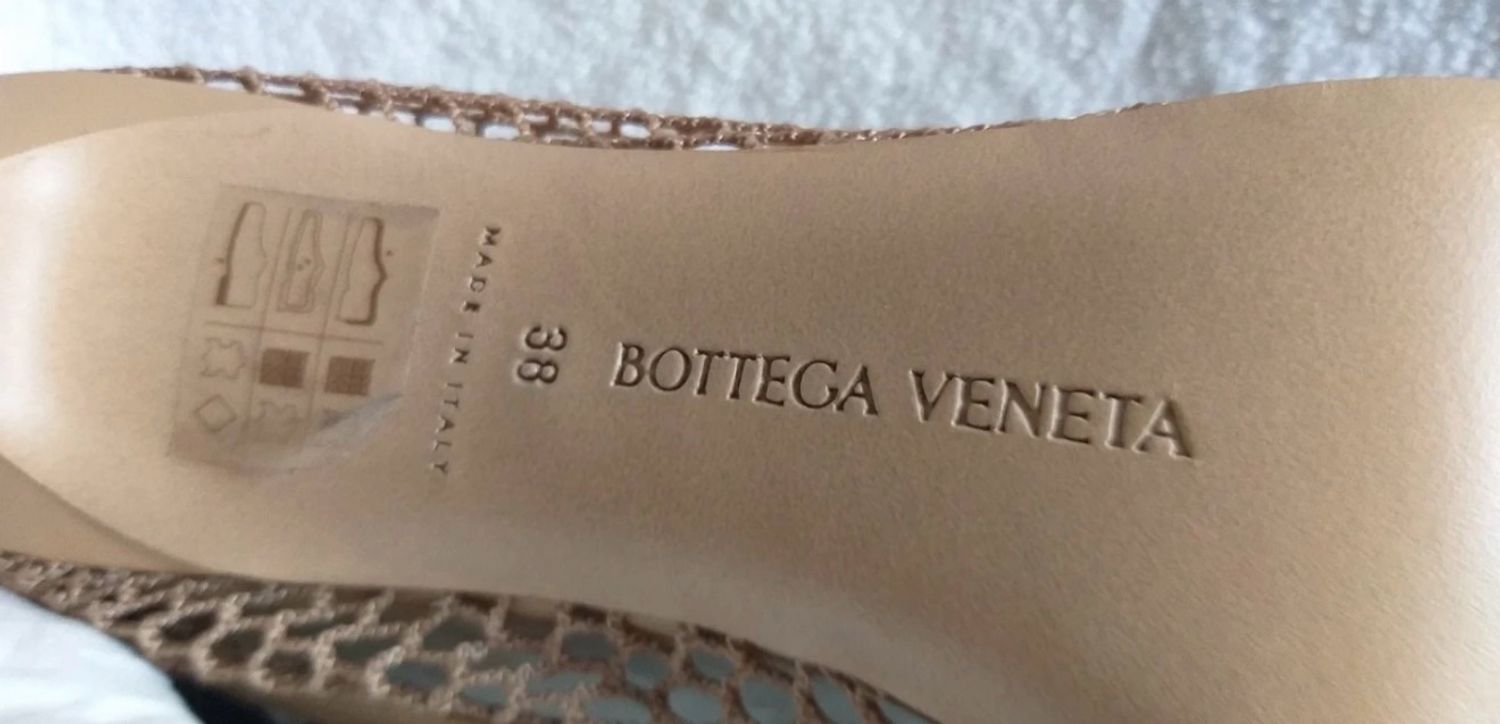 BOTTEGA VENETA
38
MADE IN ITALY